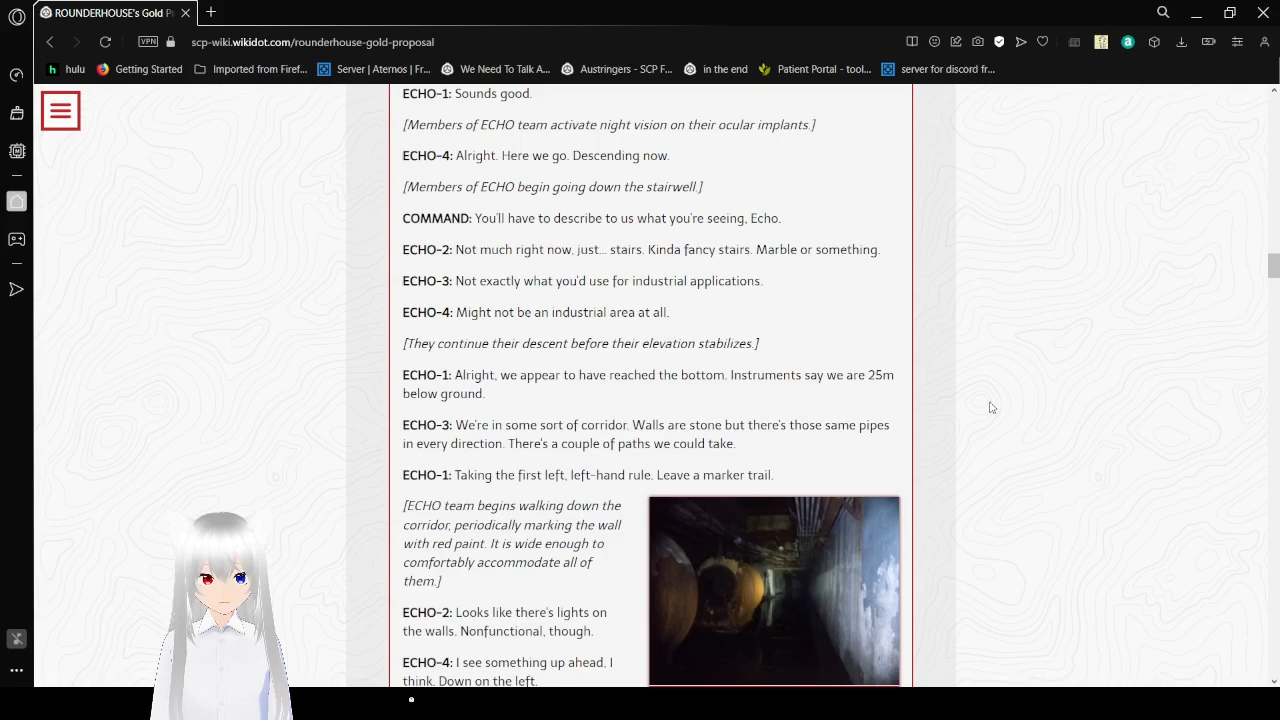 ROUNDERHOUSE's Gold P
VPN
scp-wiki.wikidot.com/rounderhouse-gold-proposal
hulu
Getting Started
Imported from Firef...
Server | Aternos | Fr...
We Need To Talk A...
Austringers - SCP F...
in the end
Patient Portal - tool...
server for discord fr...
ECHO-1: Sounds good.
[Members of ECHO team activate night vision on their ocular implants.]
ECHO-4: Alright. Here we go. Descending now.
[Members of ECHO begin going down the stairwell.]
COMMAND: You'll have to describe to us what you're seeing, Echo.
ECHO-2: Not much right now, just... stairs. Kinda fancy stairs. Marble or something.
ECHO-3: Not exactly what you'd use for industrial applications.
ECHO-4: Might not be an industrial area at all.
[They continue their descent before their elevation stabilizes.]
ECHO-1: Alright, we appear to have reached the bottom. Instruments say we are 25m
below ground.
ECHO-3: We're in some sort of corridor. Walls are stone but there's those same pipes
in every direction. There's a couple of paths we could take.
ECHO-1: Taking the first left, left-hand rule. Leave a marker trail.
[ECHO team begins walking down the
corridor, periodically marking the wall
with red paint. It is wide enough to
comfortably accommodate all of
them.]
ECHO-2: Looks like there's lights on
the walls. Nonfunctional, though.
ECHO-4: I see something up ahead, I
think. Down on the left.